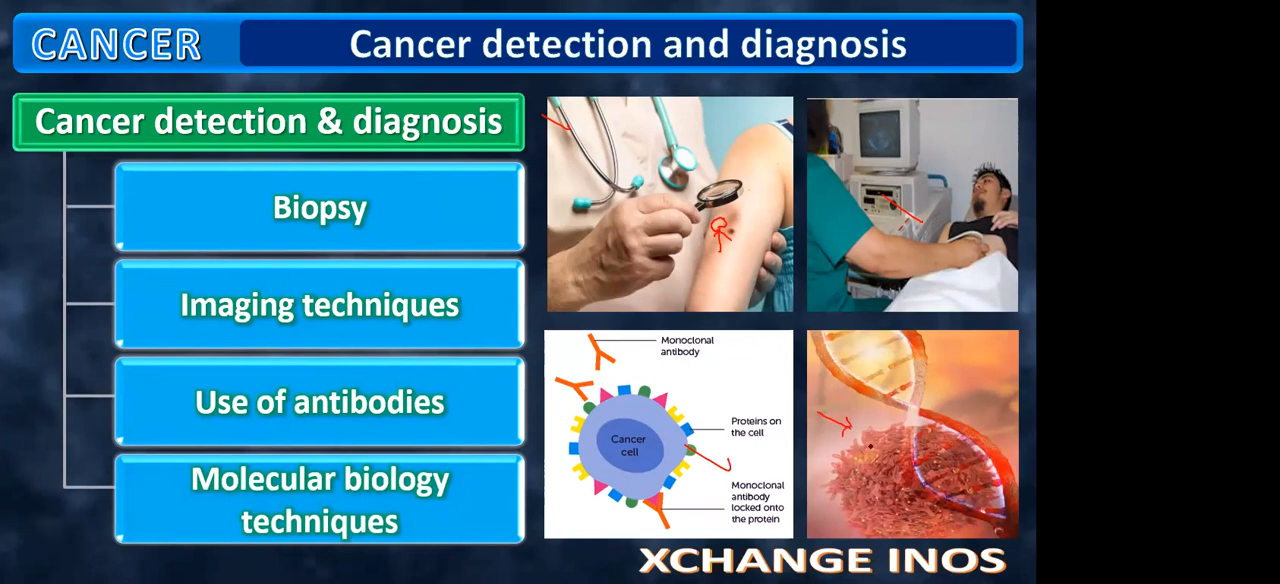 CANCER
Cancer detection and diagnosis
Cancer detection & diagnosis
Biopsy
Imaging techniques
Use of antibodies
Molecular biology
techniques
Monoclonal
antibody
Cancer
cell
Proteins on
the cell
Monoclonal
antibody
locked onto
the protein
XCHANGE INOS